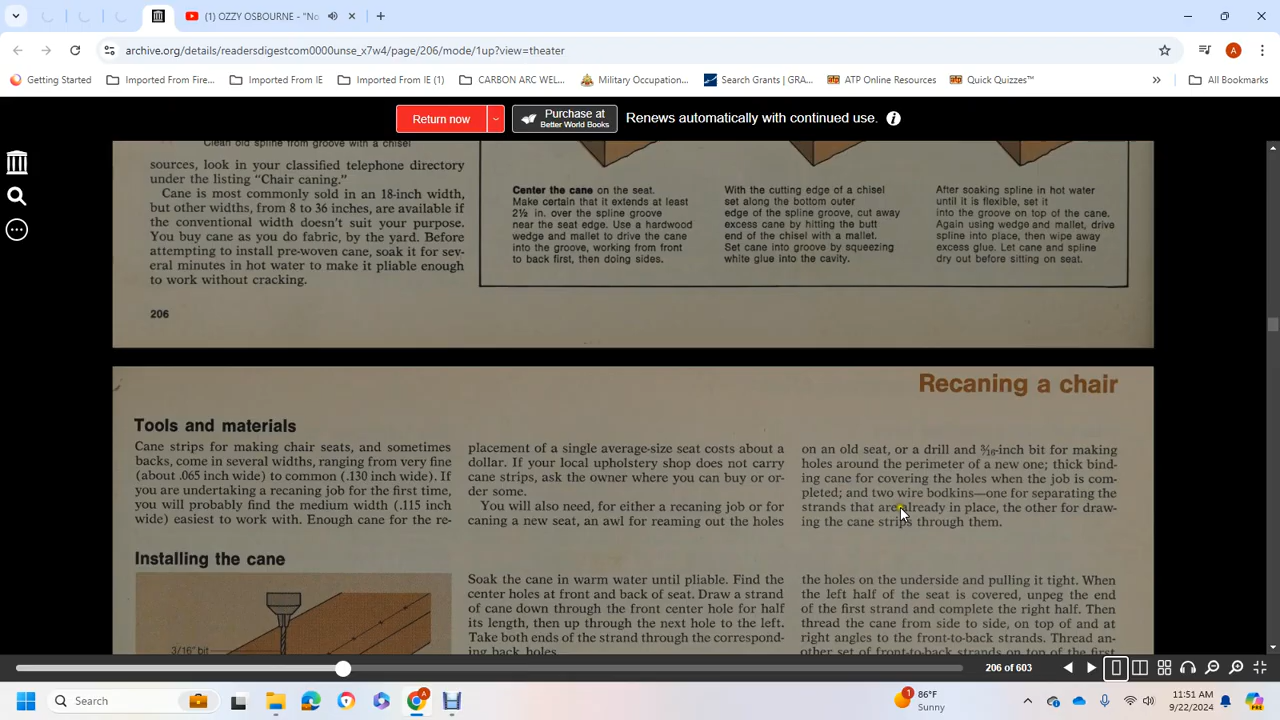 (1) OZZY OSBOURNE - "No
archive.org/details/readersdigestcom0000unse_x7w4/page/206/mode/1up?view=theater
A
Getting Started
Imported From Fire...
Imported From IE
Imported From IE (1)
CARBON ARC WEL...
Military Occupation...
Search Grants | GRA...
ATP Online Resources
Quick Quizzes™
All Bookmarks
Return now
Purchase at
Better World Books
Renews automatically with continued use.
Clean old spline from groove with a chisel
sources, look in your classified telephone directory
under the listing "Chair caning."
Cane is most commonly sold in an 18-inch width,
but other widths, from 8 to 36 inches, are available if
the conventional width doesn't suit your purpose.
You buy cane as you do fabric, by the yard. Before
attempting to install pre-woven cane, soak it for sev-
eral minutes in hot water to make it pliable enough
to work without cracking.
Center the cane on the seat.
Make certain that it extends at least
2½ in. over the spline groove
near the seat edge. Use a hardwood
wedge and mallet to drive the cane
into the groove, working from front
to back first, then doing sides.
With the cutting edge of a chisel
set along the bottom outer
edge of the spline groove, cut away
excess cane by hitting the butt
end of the chisel with a mallet.
Set cane into groove by squeezing
white glue into the cavity.
After soaking spline in hot water
until it is flexible, set it
into the groove on top of the cane.
Again using wedge and mallet, drive
spline into place, then wipe away
excess glue. Let cane and spline
dry out before sitting on seat.
206
Recaning a chair
Tools and materials
Cane strips for making chair seats, and sometimes
backs, come in several widths, ranging from very fine
(about .065 inch wide) to common (.130 inch wide). If
you are undertaking a recaning job for the first time,
you will probably find the medium width (.115 inch
wide) easiest to work with. Enough cane for the re-
placement of a single average-size seat costs about a
dollar. If your local upholstery shop does not carry
cane strips, ask the owner where you can buy or or-
der some.
You will also need, for either a recaning job or for
caning a new seat, an awl for reaming out the holes
on an old seat, or a drill and 3/16-inch bit for making
holes around the perimeter of a new one; thick bind-
ing cane for covering the holes when the job is com-
pleted; and two wire bodkins—one for separating the
strands that are already in place, the other for draw-
ing the cane strips through them.
Installing the cane
3/16" bit
Soak the cane in warm water until pliable. Find the
center holes at front and back of seat. Draw a strand
of cane down through the front center hole for half
its length, then up through the next hole to the left.
Take both ends of the strand through the correspond-
ing back holes.
the holes on the underside and pulling it tight. When
the left half of the seat is covered, unpeg the end
of the first strand and complete the right half. Then
thread the cane from side to side, on top of and at
right angles to the front-to-back strands. Thread an-
other set of front-to-back strands on top of the first
206 of 603
Search
1
86°F
Sunny
11:51 AM
9/22/2024
PRE